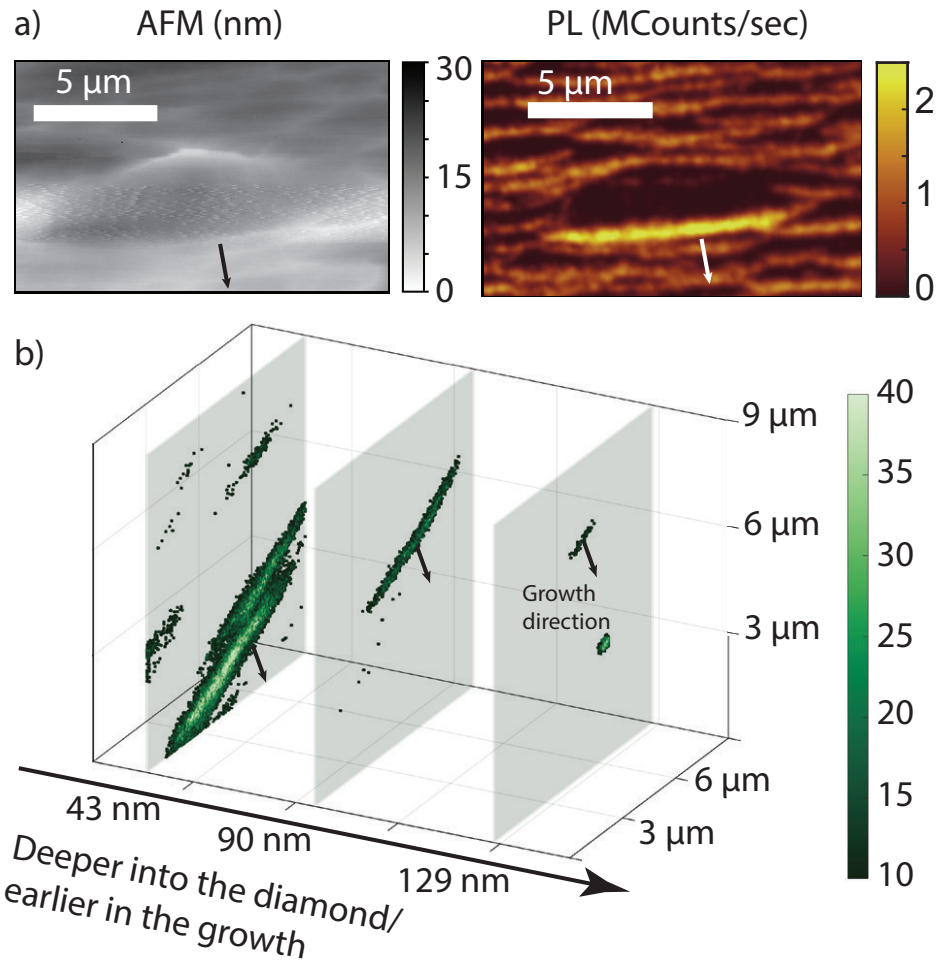 a)
AFM (nm)
PL (MCounts/sec)
5 μm
30
15
0
5 μm
2
1
0
b)
9 μm
6 μm
3 μm
Growth
direction
6 μm
3 μm
43 nm
90 nm
129 nm
Deeper into the diamond/
earlier in the growth
40
35
30
25
20
15
10